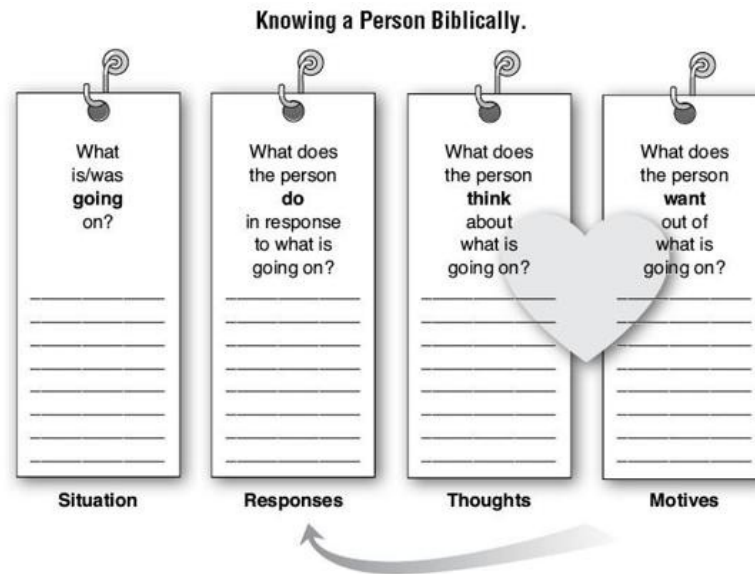 Knowing a Person Biblically.
What
is/was
going
on?
What does
the person
do
in response
to what is
going on?
What does
the person
think
about
what is
going on?
What does
the person
want
out of
what is
going on?
Situation
Responses
Thoughts
Motives